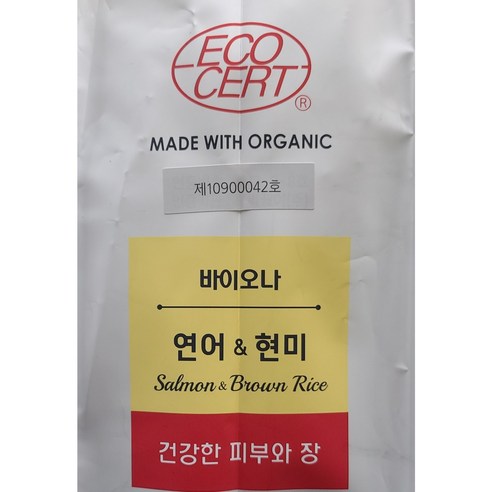 ECO
CERT
®
MADE WITH ORGANIC
제10900042호
바이오나
연어 & 현미
Salmon & Brown Rice
건강한 피부와 장